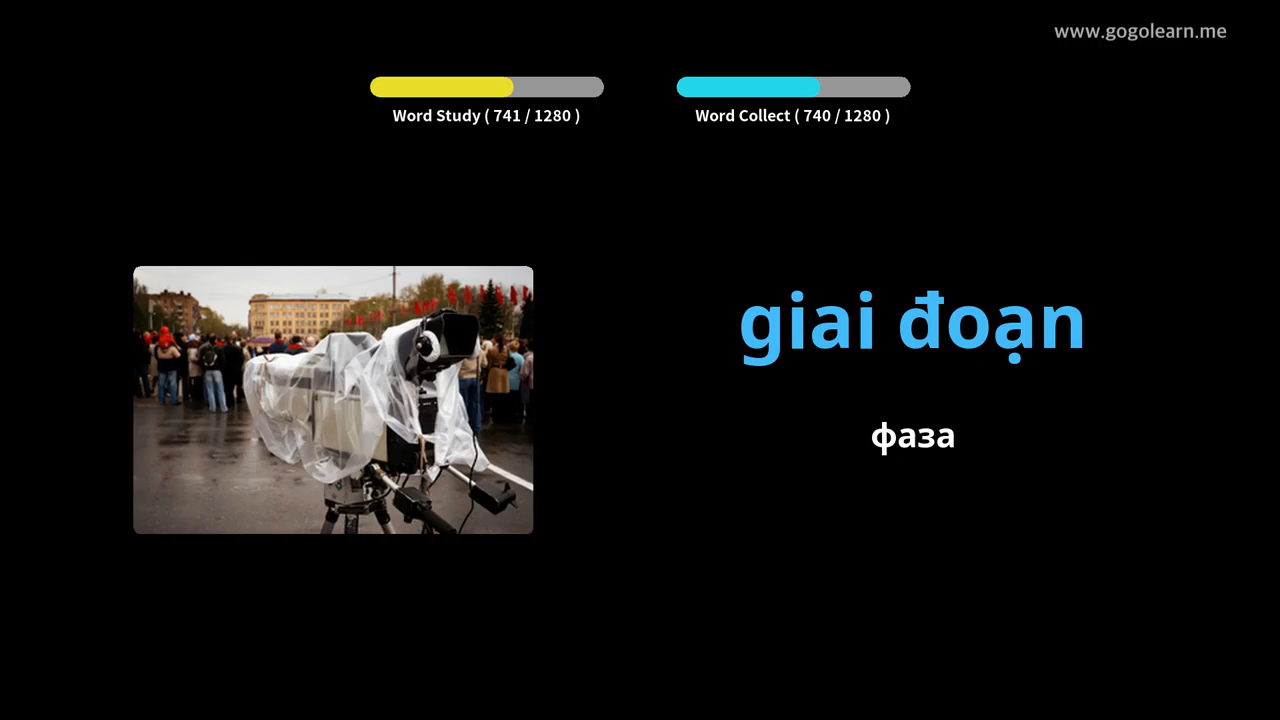 www.gogolearn.me
Word Study ( 741 / 1280 )
Word Collect ( 740 / 1280 )
giai đoạn
фаза